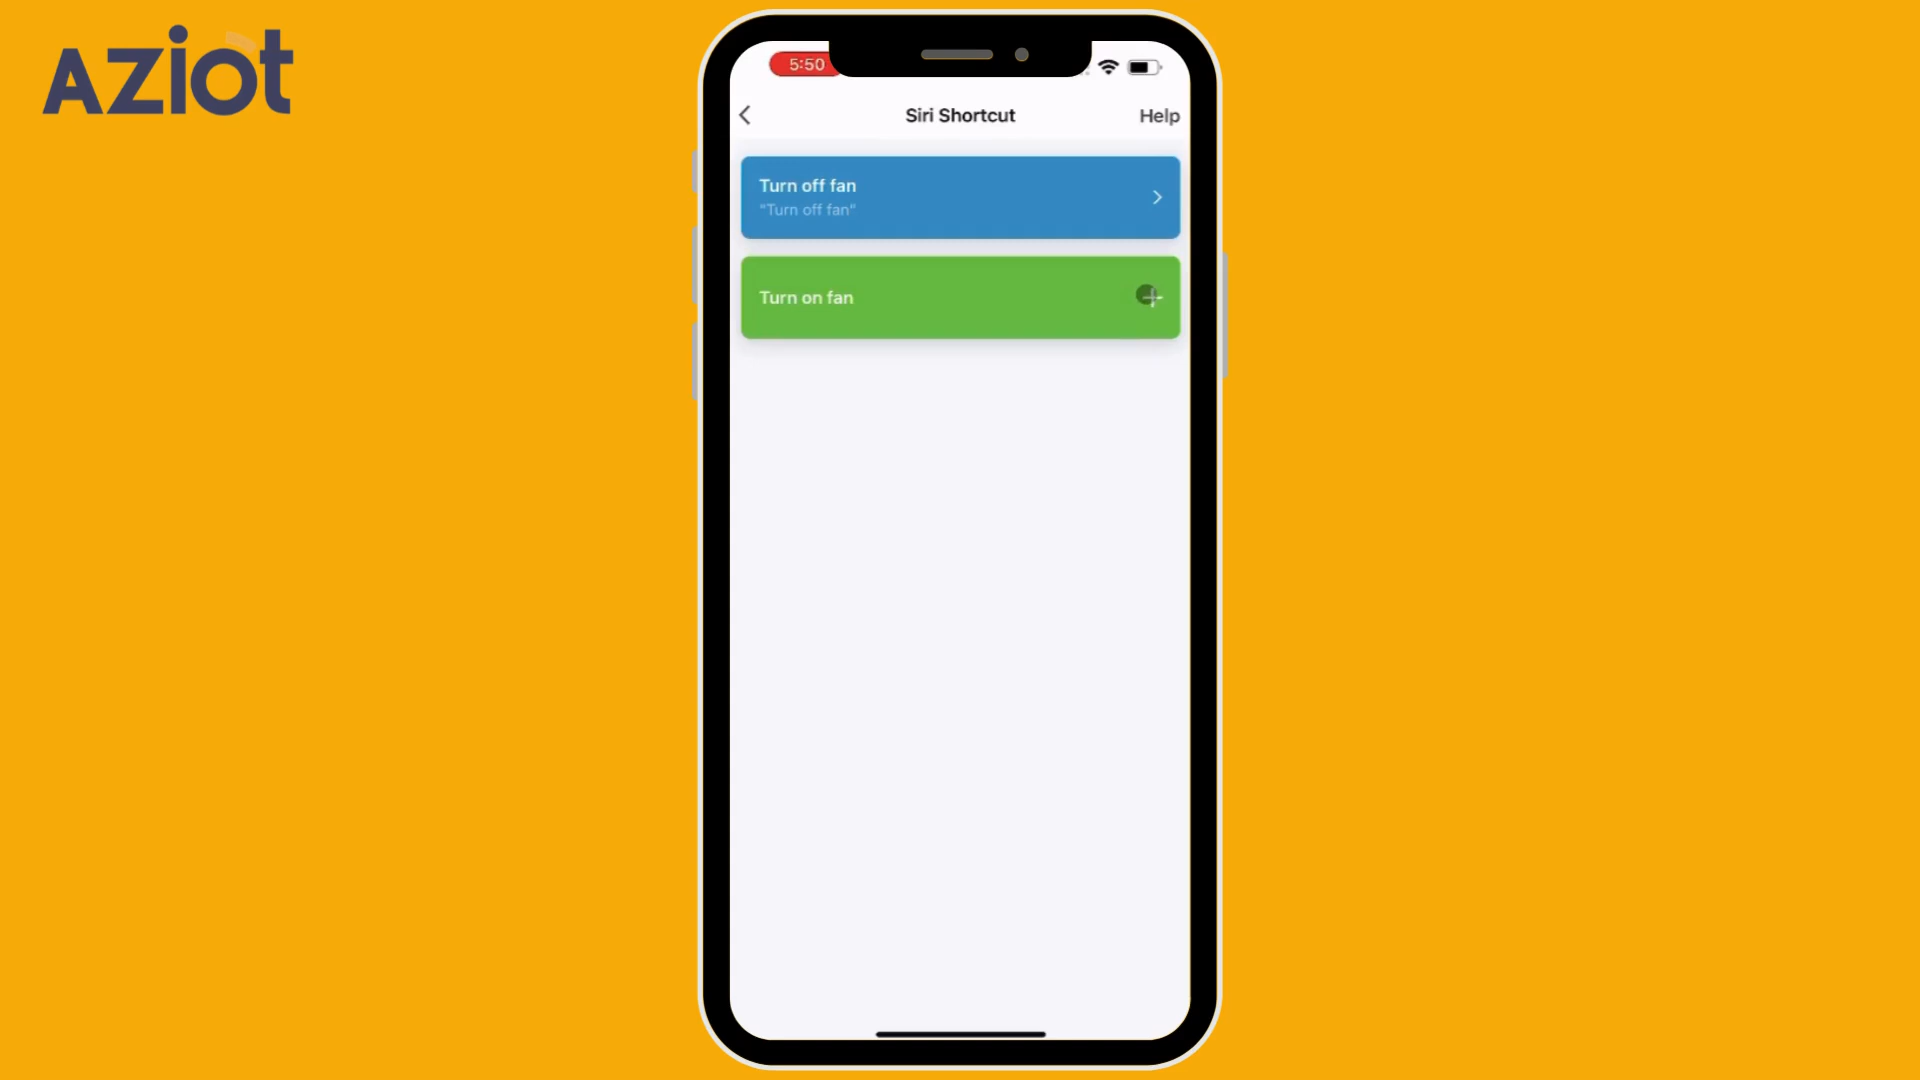 Aziot
5:50
Siri Shortcut
Help
Turn off fan
"Turn off fan"
Turn on fan